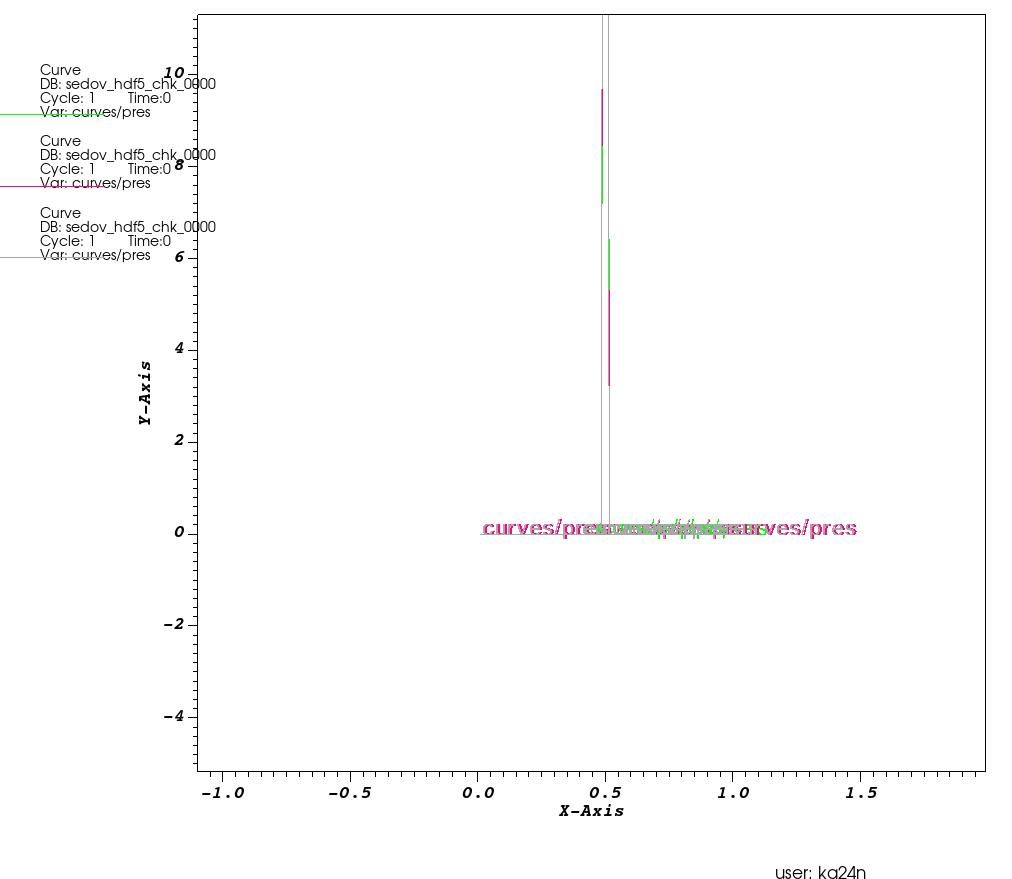 Curve
DB: sedov_hdf5_chk_0000
Cycle: 1 Time:0
Var: curves/pres
Curve
DB: sedov_hdf5_chk_0000
Cycle: 1 Time:0
Var: curves/pres
Curve
DB: sedov_hdf5_chk_0000
Cycle: 1 Time:0
Var: curves/pres
10
8
6
4
2
0
-2
-4
Y-Axis
curves/pres
curves/pres
-1.0 -0.5 0.0 0.5 1.0 1.5
X-Axis
user: ka24n